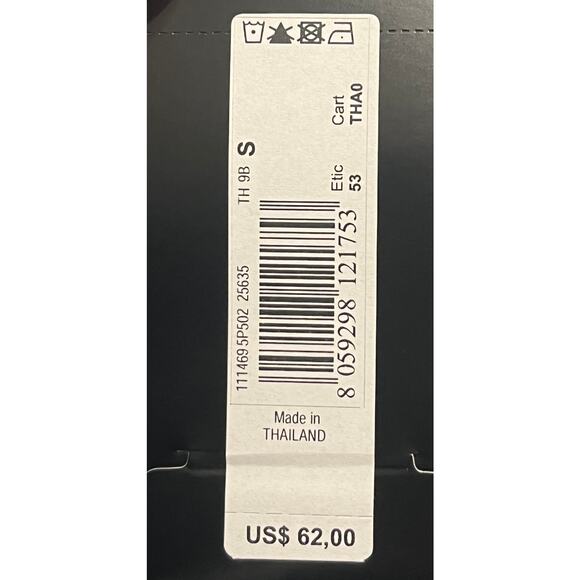 111469 5P502 25635 TH 9B S
8 059298 121753
Etic Cart
53 THA0
Made in
THAILAND
US$ 62,00